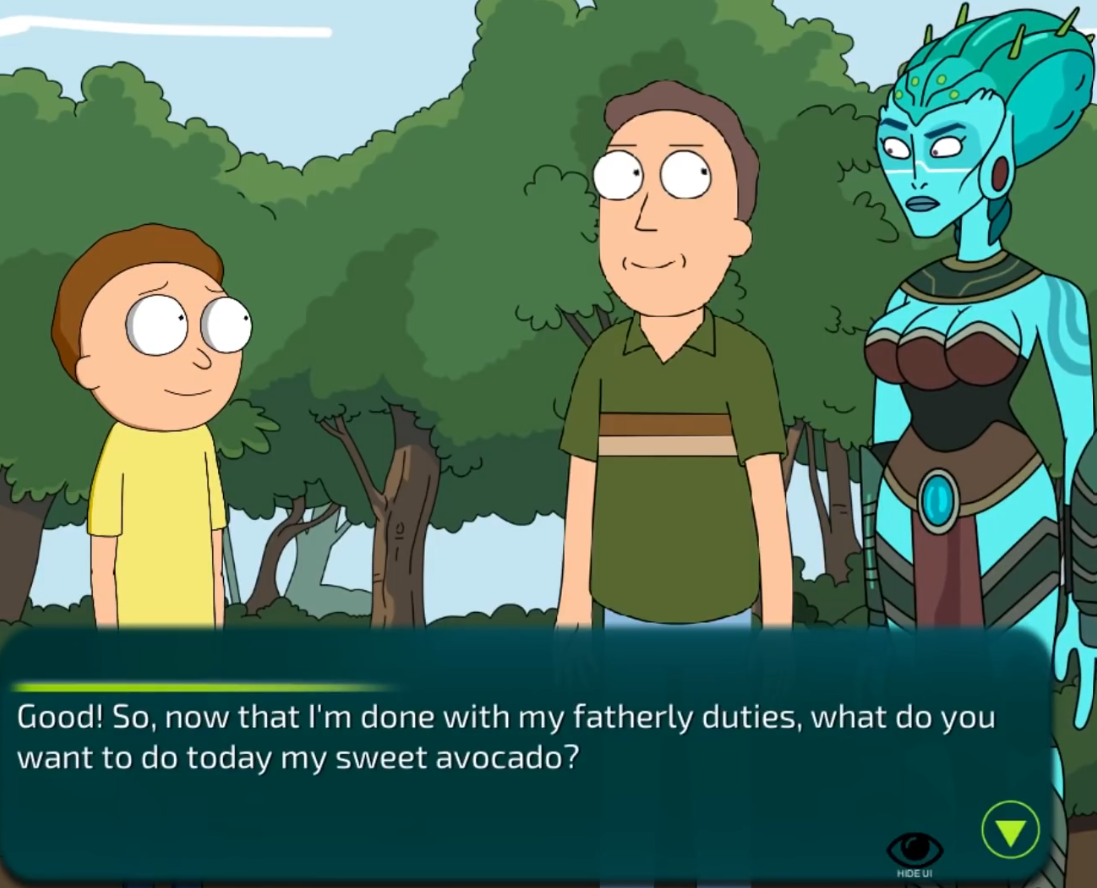 Good! So, now that I'm done with my fatherly duties, what do you
want to do today my sweet avocado?
HIDE UI